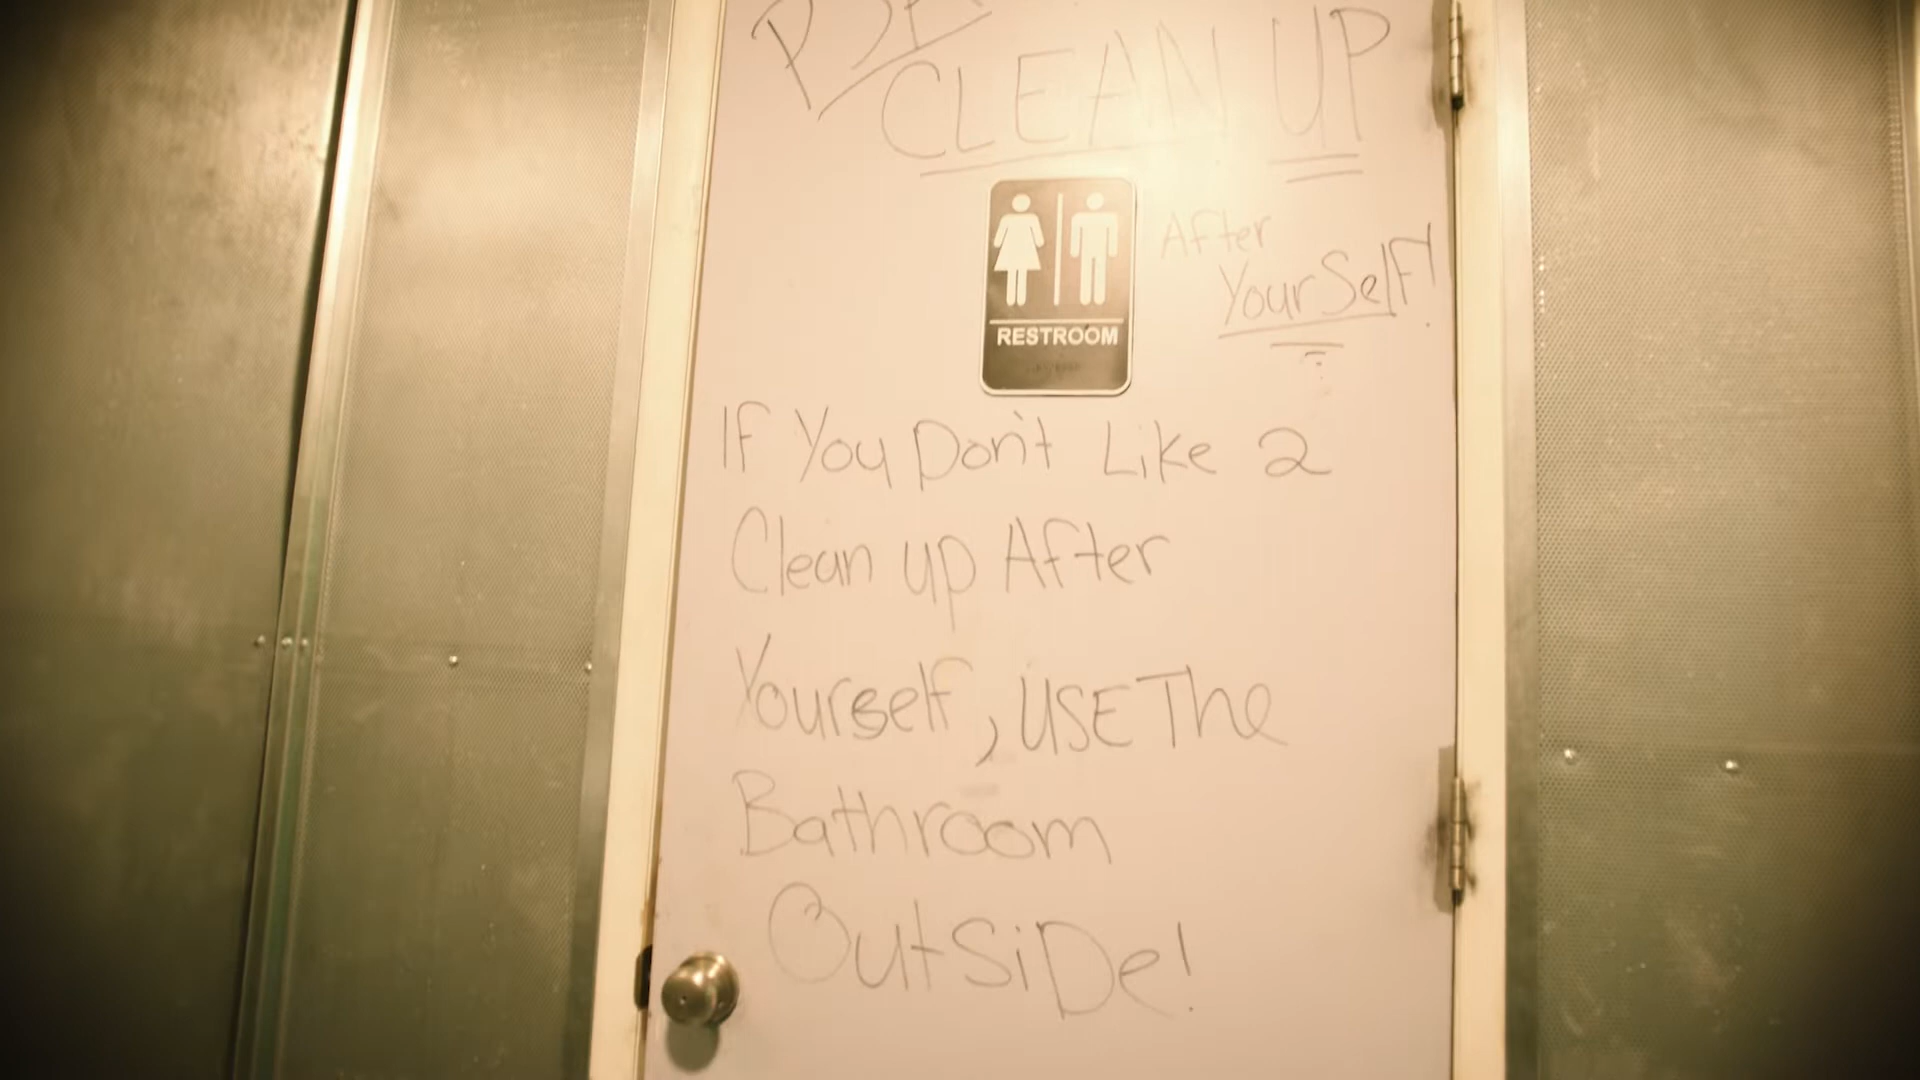 CLEAN UP
After
YourSelf!
RESTROOM
If You Don't Like 2
Clean up After
Yourself, USE The
Bathroom
OutSiDe!